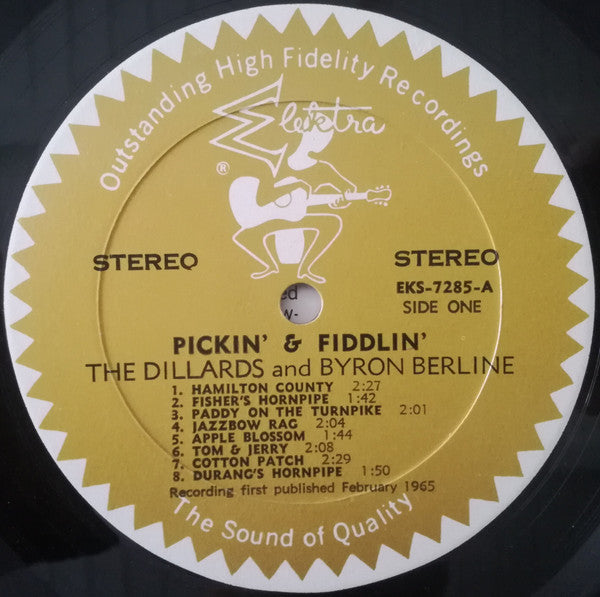 Outstanding High Fidelity Recordings
Elektra
®
STEREO
STEREO
EKS-7285-A
SIDE ONE
ed
w-
PICKIN' & FIDDLIN'
THE DILLARDS and BYRON BERLINE
1. HAMILTON COUNTY 2:27
2. FISHER'S HORNPIPE 1:42
3. PADDY ON THE TURNPIKE 2:01
4. JAZZBOW RAG 2:04
5. APPLE BLOSSOM 1:44
6. TOM & JERRY 2:08
7. COTTON PATCH 2:29
8. DURANG'S HORNPIPE 1:50
Recording first published February 1965
The Sound of Quality